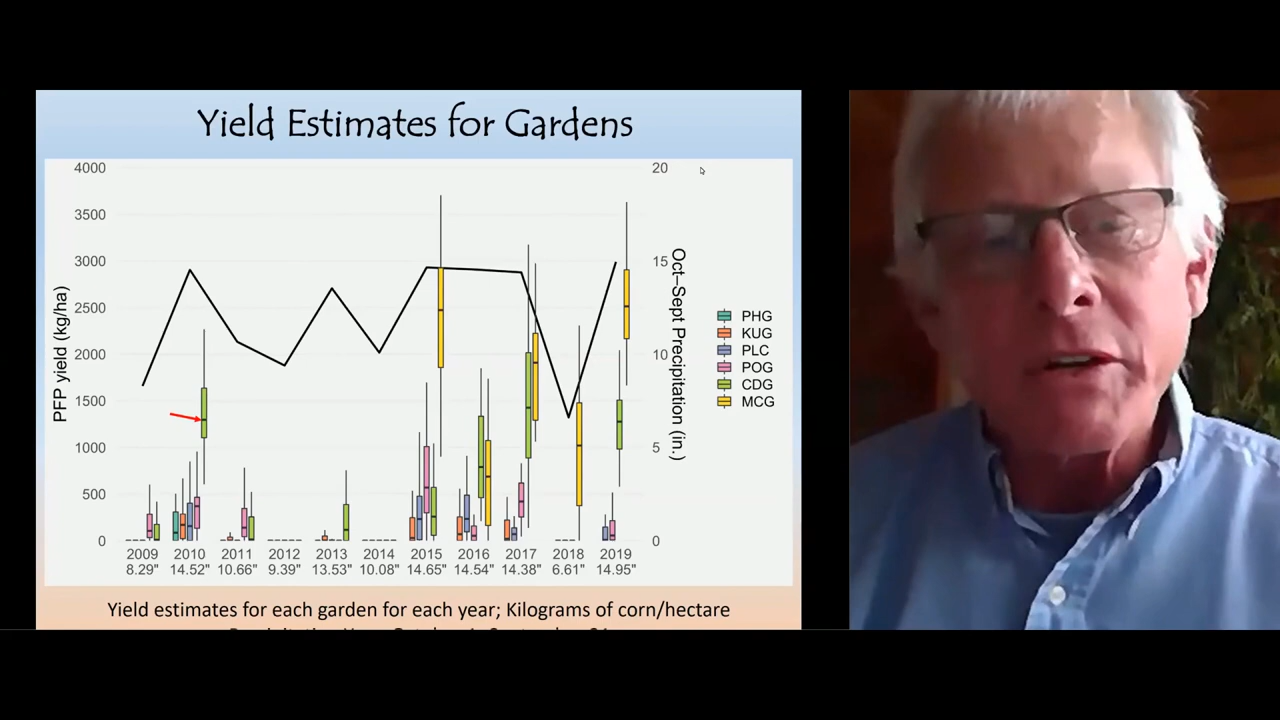 Yield Estimates for Gardens
4000
3500
3000
2500
2000
1500
1000
500
0
PFP yield (kg/ha)
20
15
10
5
0
Oct–Sept Precipitation (in.)
PHG
KUG
PLC
POG
CDG
MCG
2009 2010 2011 2012 2013 2014 2015 2016 2017 2018 2019
8.29" 14.52" 10.66" 9.39" 13.53" 10.08" 14.65" 14.54" 14.38" 6.61" 14.95"
Yield estimates for each garden for each year; Kilograms of corn/hectare